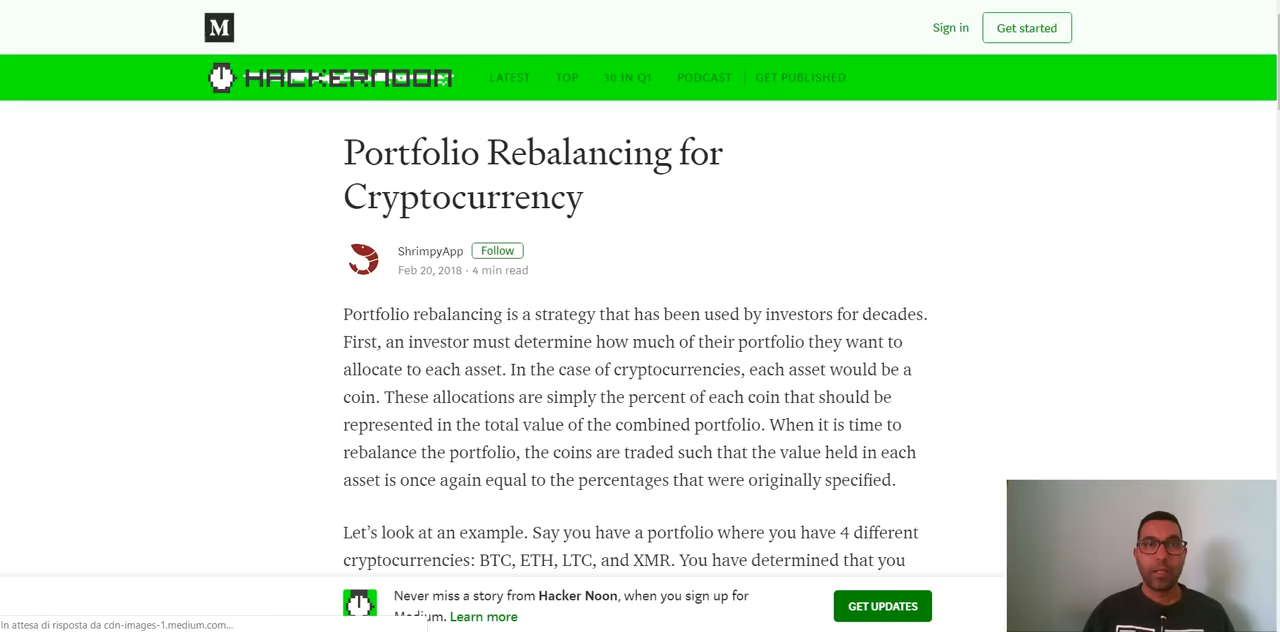 M
Sign in
Get started
HACKERNOON
LATEST
TOP
30 IN Q1
PODCAST
GET PUBLISHED
Portfolio Rebalancing for
Cryptocurrency
ShrimpyApp
Follow
Feb 20, 2018 · 4 min read
Portfolio rebalancing is a strategy that has been used by investors for decades.
First, an investor must determine how much of their portfolio they want to
allocate to each asset. In the case of cryptocurrencies, each asset would be a
coin. These allocations are simply the percent of each coin that should be
represented in the total value of the combined portfolio. When it is time to
rebalance the portfolio, the coins are traded such that the value held in each
asset is once again equal to the percentages that were originally specified.
Let's look at an example. Say you have a portfolio where you have 4 different
cryptocurrencies: BTC, ETH, LTC, and XMR. You have determined that you
Never miss a story from Hacker Noon, when you sign up for
Medium. Learn more
GET UPDATES
In attesa di risposta da cdn-images-1.medium.com...